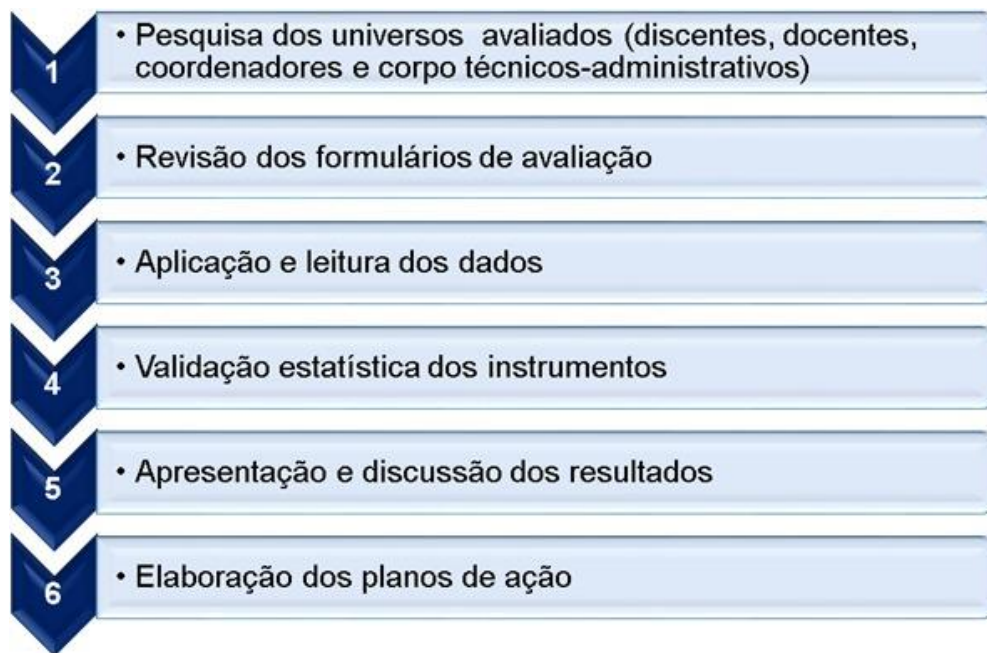 1
• Pesquisa dos universos avaliados (discentes, docentes,
coordenadores e corpo técnicos-administrativos)
2
• Revisão dos formulários de avaliação
3
• Aplicação e leitura dos dados
4
• Validação estatística dos instrumentos
5
• Apresentação e discussão dos resultados
6
• Elaboração dos planos de ação